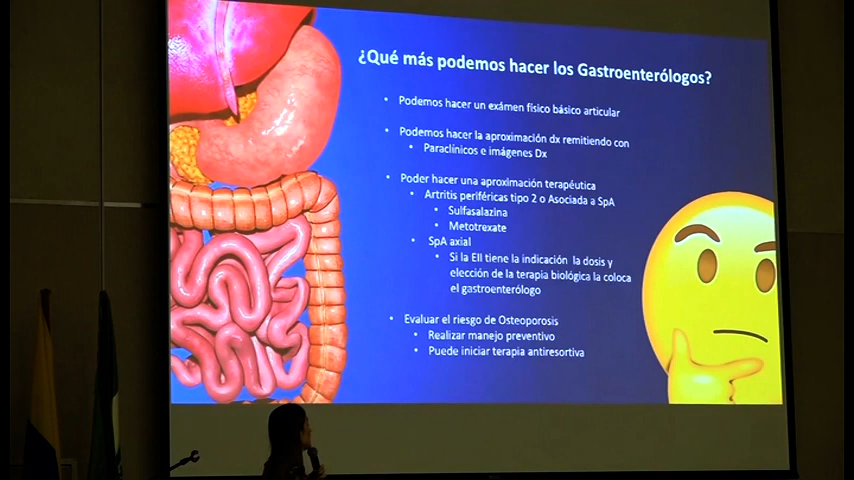 ¿Qué más podemos hacer los Gastroenterólogos?
• Podemos hacer un exámen físico básico articular
• Podemos hacer la aproximación dx remitiendo con
• Paraclínicos e imágenes Dx
• Poder hacer una aproximación terapéutica
• Artritis periféricas tipo 2 o Asociada a SpA
• Sulfasalazina
• Metotrexate
• SpA axial
• Si la EII tiene la indicación la dosis y
elección de la terapia biológica la coloca
el gastroenterólogo
• Evaluar el riesgo de Osteoporosis
• Realizar manejo preventivo
• Puede iniciar terapia antiresortiva